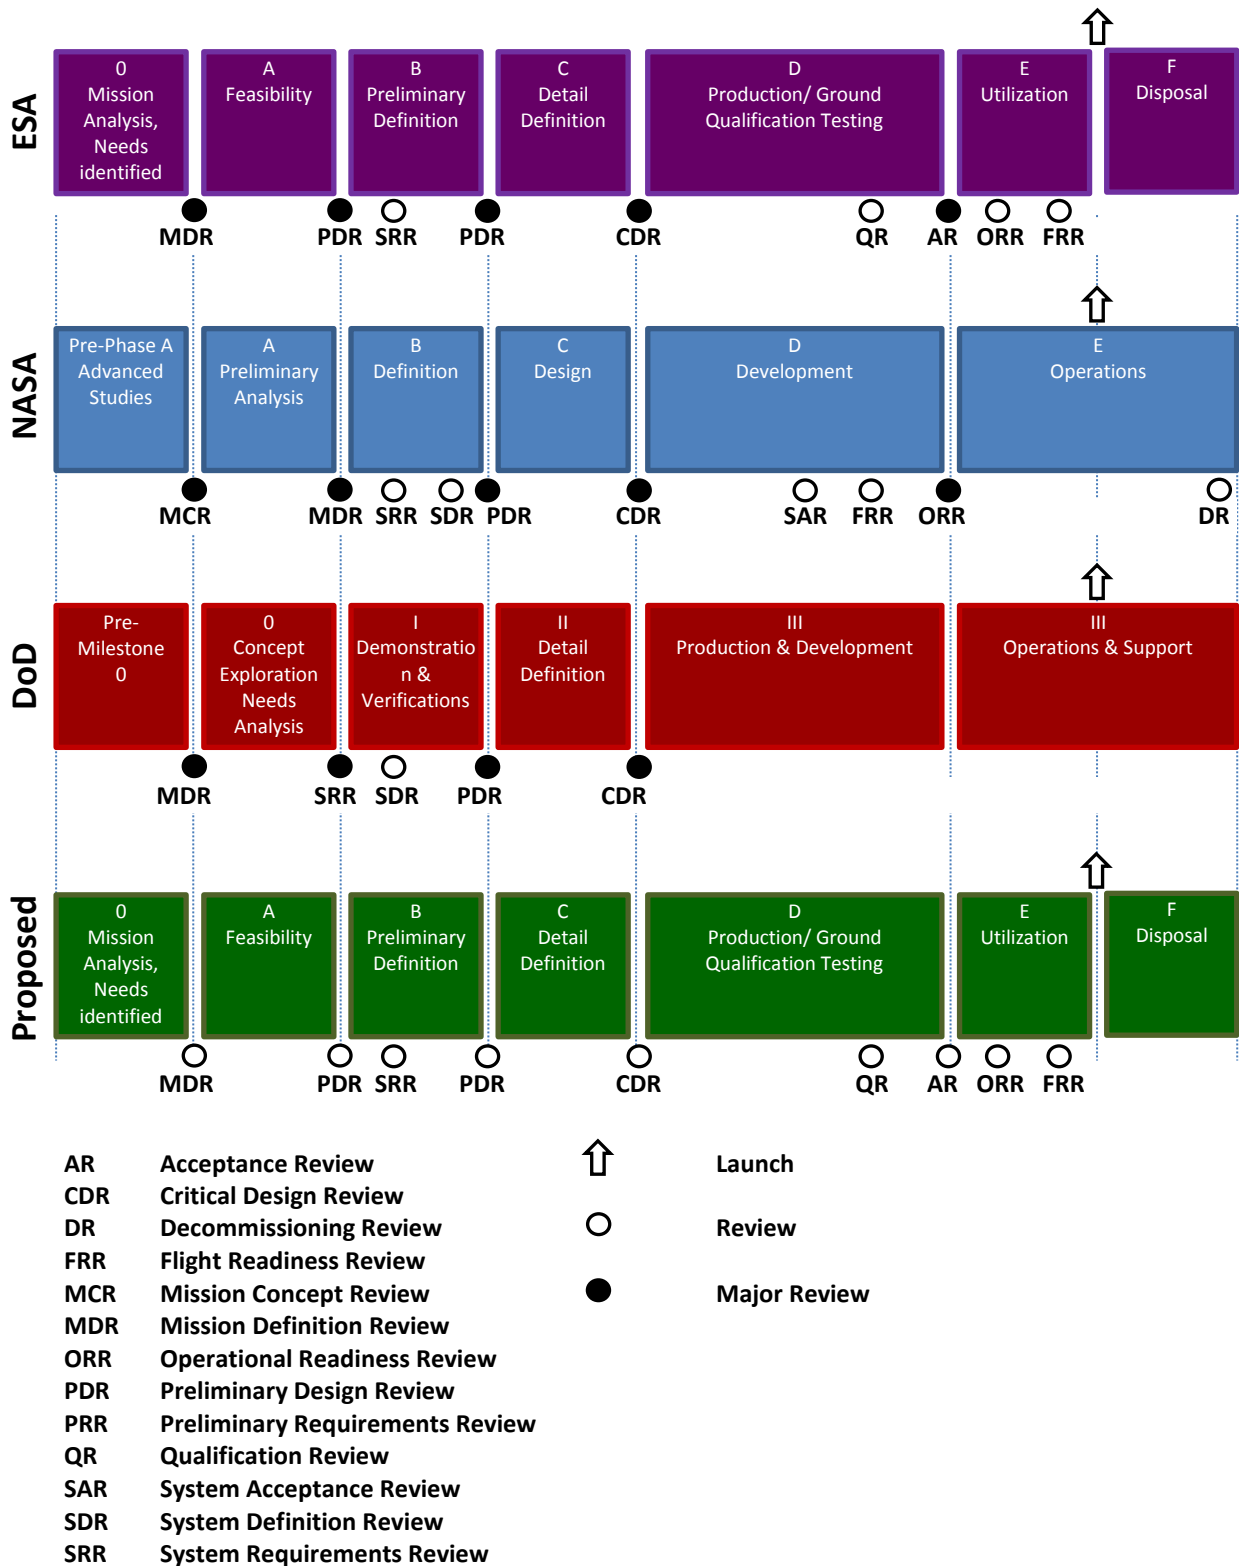 ESA
0
Mission
Analysis,
Needs
identified
A
Feasibility
B
Preliminary
Definition
C
Detail
Definition
D
Production/ Ground
Qualification Testing
E
Utilization
F
Disposal
MDR
PDR
SRR
PDR
CDR
QR
AR
ORR
FRR
NASA
Pre-Phase A
Advanced
Studies
A
Preliminary
Analysis
B
Definition
C
Design
D
Development
E
Operations
MCR
MDR
SRR
SDR
PDR
CDR
SAR
FRR
ORR
DR
DoD
Pre-
Milestone
0
0
Concept
Exploration
Needs
Analysis
I
Demonstratio
n &
Verifications
II
Detail
Definition
III
Production & Development
III
Operations & Support
MDR
SRR
SDR
PDR
CDR
Proposed
0
Mission
Analysis,
Needs
identified
A
Feasibility
B
Preliminary
Definition
C
Detail
Definition
D
Production/ Ground
Qualification Testing
E
Utilization
F
Disposal
MDR
PDR
SRR
PDR
CDR
QR
AR
ORR
FRR
AR Acceptance Review
CDR Critical Design Review
DR Decommissioning Review
FRR Flight Readiness Review
MCR Mission Concept Review
MDR Mission Definition Review
ORR Operational Readiness Review
PDR Preliminary Design Review
PRR Preliminary Requirements Review
QR Qualification Review
SAR System Acceptance Review
SDR System Definition Review
SRR System Requirements Review
Launch
Review
Major Review